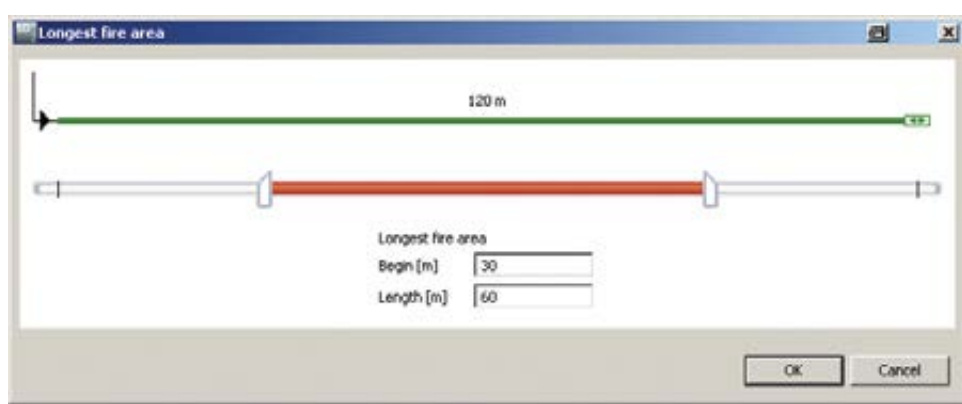 Longest fire area
120 m
Longest fire area
Begin [m] 30
Length [m] 60
OK Cancel